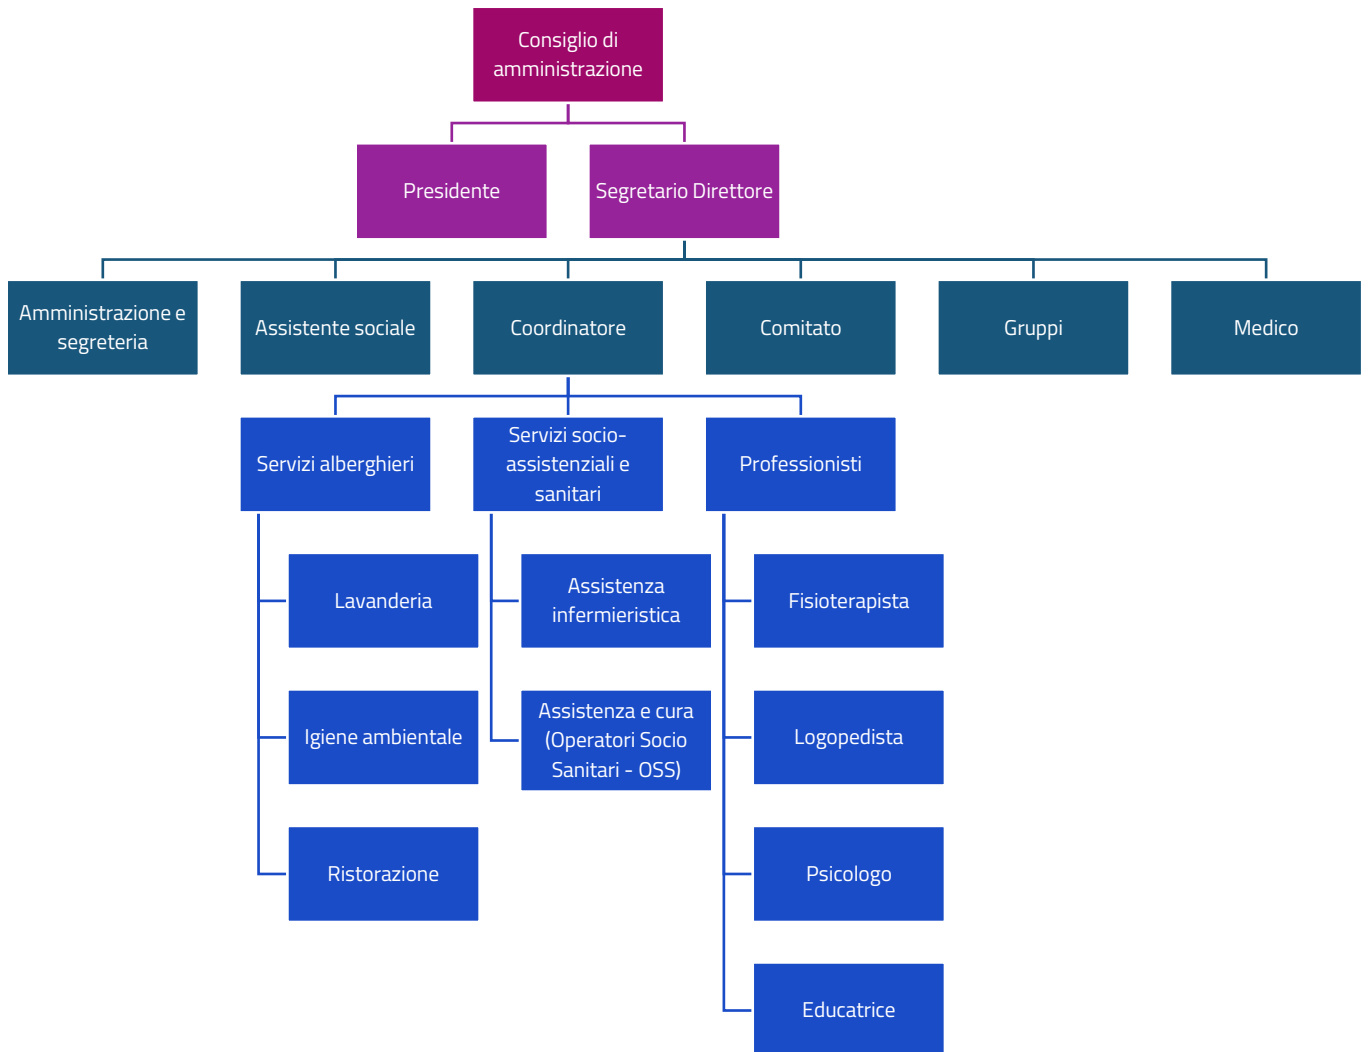 Consiglio di
amministrazione
Presidente
Segretario Direttore
Amministrazione e
segreteria
Assistente sociale
Coordinatore
Comitato
Gruppi
Medico
Servizi alberghieri
Servizi socio-
assistenziali e
sanitari
Professionisti
Lavanderia
Assistenza
infermieristica
Fisioterapista
Igiene ambientale
Assistenza e cura
(Operatori Socio
Sanitari - OSS)
Logopedista
Ristorazione
Psicologo
Educatrice